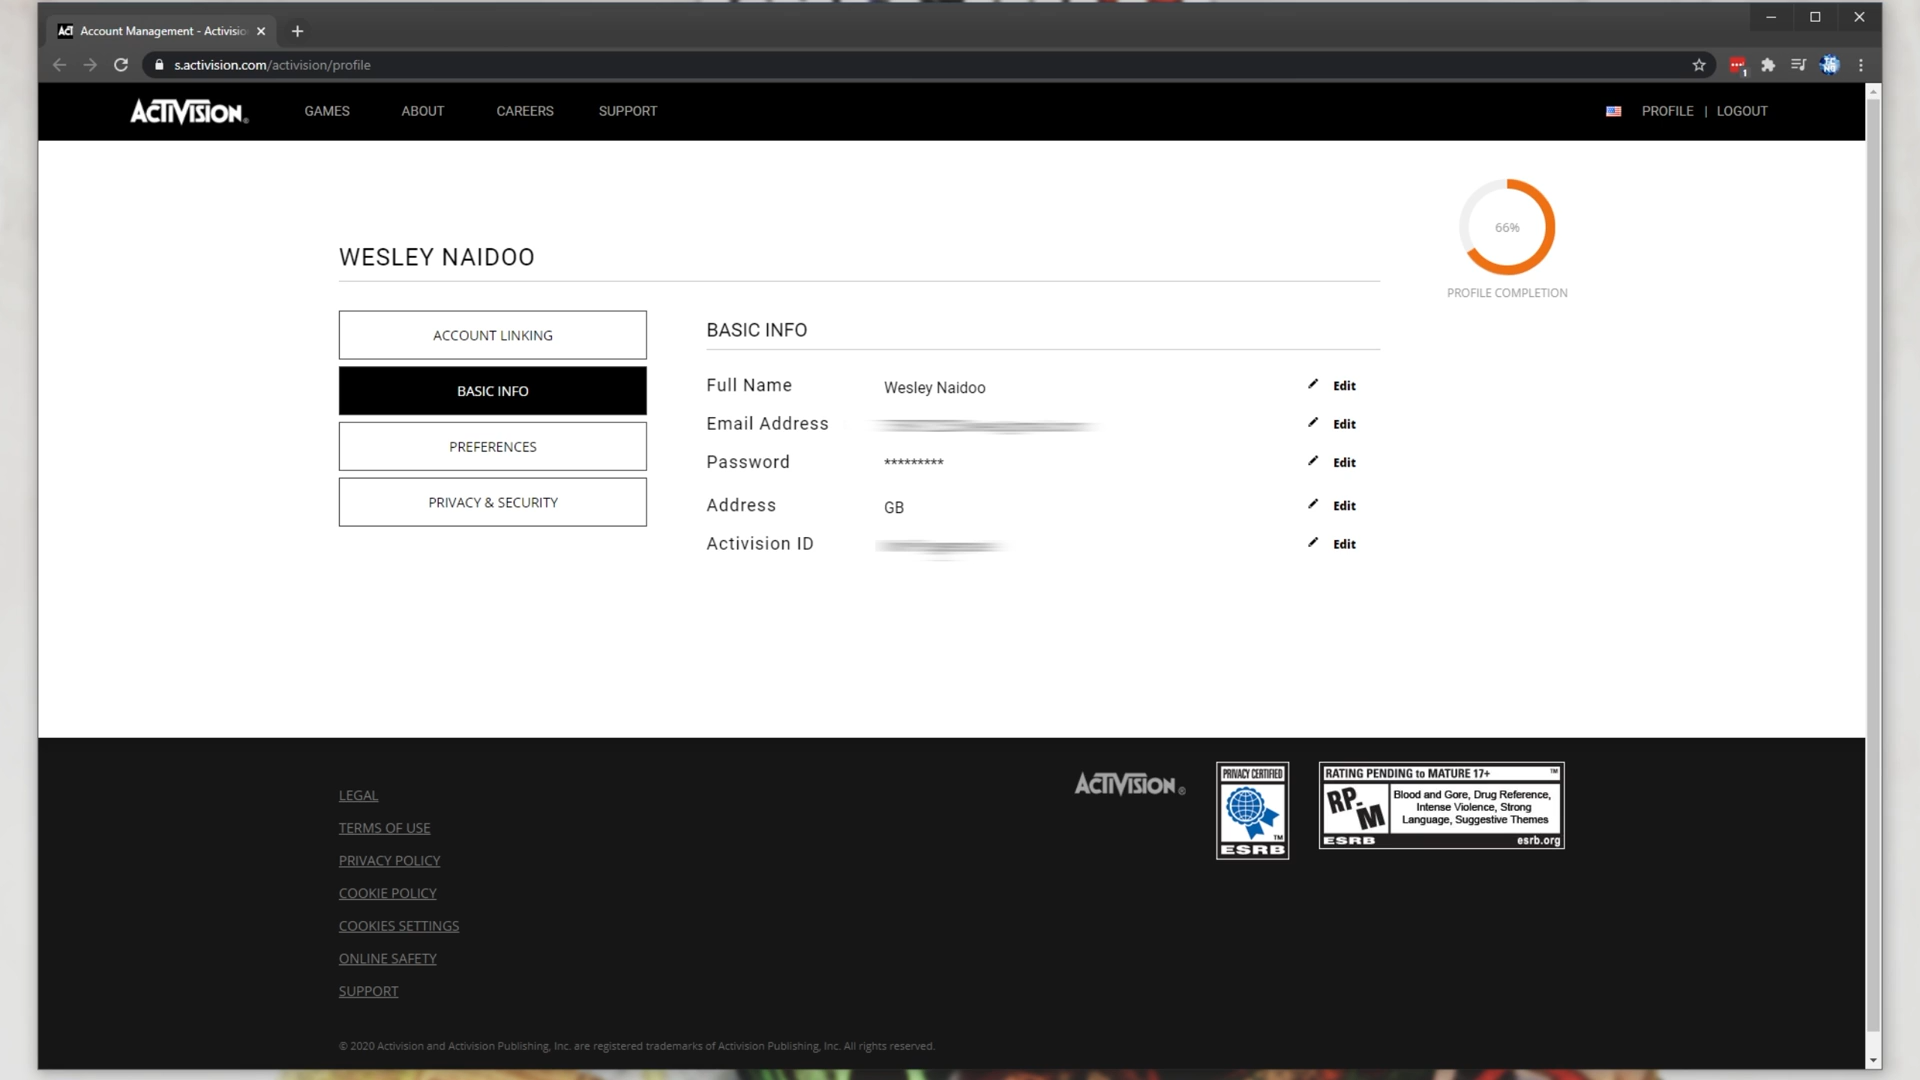 Account Management - Activisio
s.activision.com/activision/profile
1
ACTIVISION®
GAMES
ABOUT
CAREERS
SUPPORT
PROFILE | LOGOUT
66%
PROFILE COMPLETION
WESLEY NAIDOO
ACCOUNT LINKING
BASIC INFO
PREFERENCES
PRIVACY & SECURITY
BASIC INFO
Full Name Wesley Naidoo Edit
Email Address Edit
Password ********* Edit
Address GB Edit
Activision ID Edit
LEGAL
TERMS OF USE
PRIVACY POLICY
COOKIE POLICY
COOKIES SETTINGS
ONLINE SAFETY
SUPPORT
ACTIVISION®
PRIVACY CERTIFIED
TM
ESRB
RATING PENDING to MATURE 17+ TM
RP-M
Blood and Gore, Drug Reference,
Intense Violence, Strong
Language, Suggestive Themes
ESRB esrb.org
© 2020 Activision and Activision Publishing, Inc. are registered trademarks of Activision Publishing, Inc. All rights reserved.